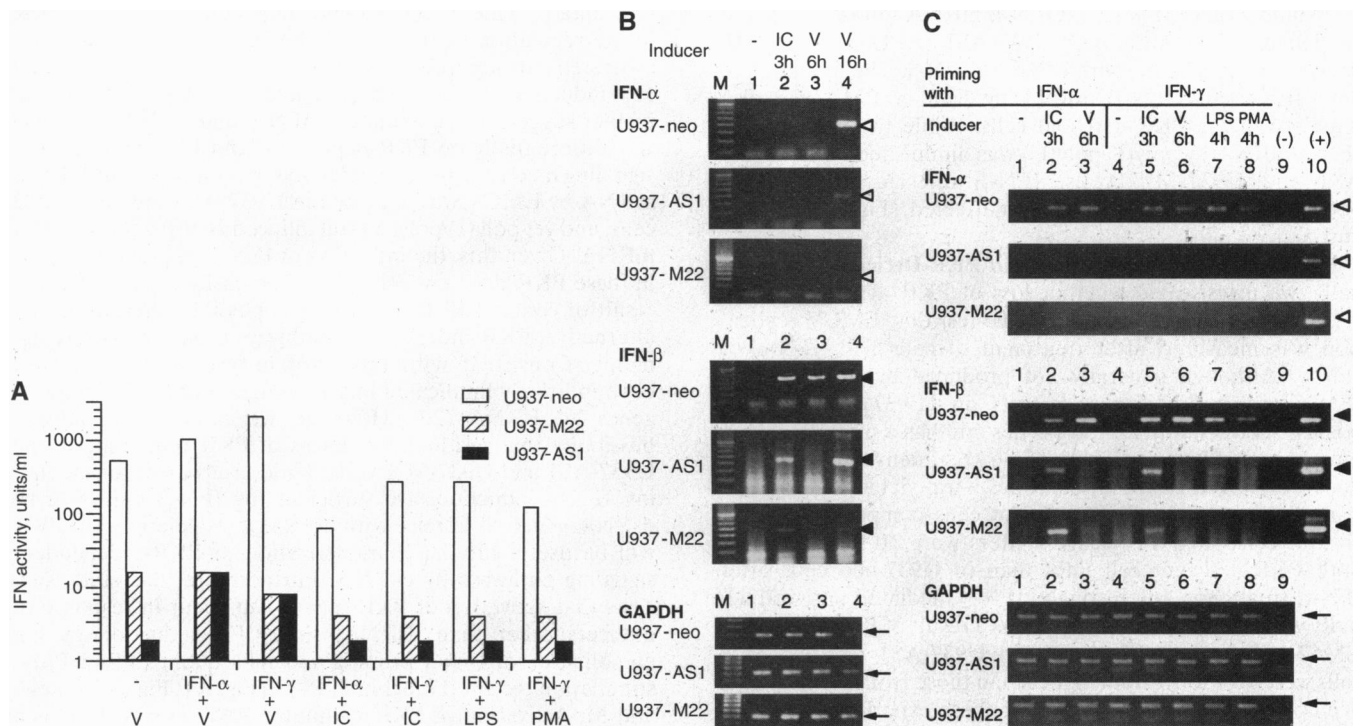 A
IFN activity, units/ml
1000
100
10
1
U937-neo
U937-M22
U937-AS1
- IFN-α IFN-γ IFN-α IFN-γ IFN-γ IFN-γ
+ + + + + +
V V V IC IC LPS PMA
B
Inducer - IC V V
3h 6h 16h
M 1 2 3 4
IFN-α
U937-neo
U937-AS1
U937-M22
M 1 2 3 4
IFN-β
U937-neo
U937-AS1
U937-M22
M 1 2 3 4
GAPDH
U937-neo
U937-AS1
U937-M22
C
Priming
with IFN-α IFN-γ
Inducer - IC V - IC V LPS PMA (-) (+)
3h 6h 3h 6h 4h 4h
1 2 3 4 5 6 7 8 9 10
IFN-α
U937-neo
U937-AS1
U937-M22
IFN-β
1 2 3 4 5 6 7 8 9 10
U937-neo
U937-AS1
U937-M22
1 2 3 4 5 6 7 8 9
GAPDH
U937-neo
U937-AS1
U937-M22